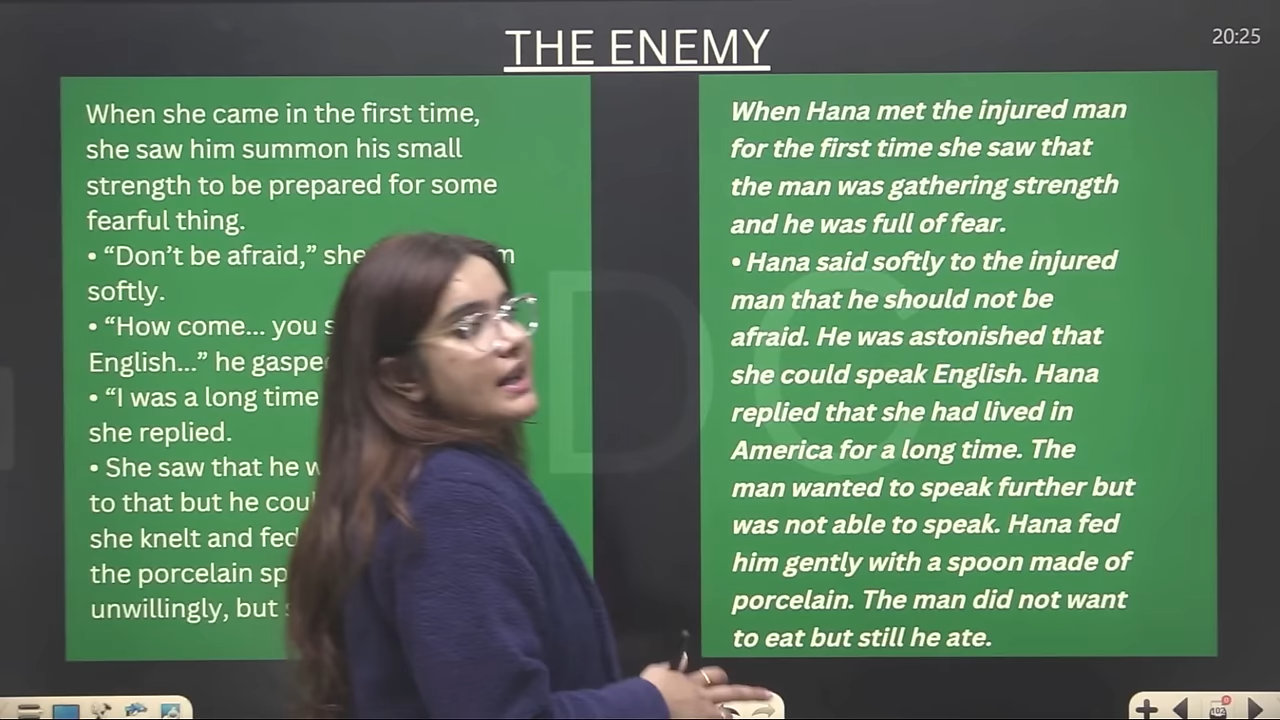 THE ENEMY
20:25
When she came in the first time,
she saw him summon his small
strength to be prepared for some
fearful thing.
• “Don’t be afraid,” she
softly.
• “How come... you
English...” he
• “I was a long time
she replied.
• She saw that he
to that but he
she knelt and fed
the porcelain
unwillingly, but
When Hana met the injured man
for the first time she saw that
the man was gathering strength
and he was full of fear.
• Hana said softly to the injured
man that he should not be
afraid. He was astonished that
she could speak English. Hana
replied that she had lived in
America for a long time. The
man wanted to speak further but
was not able to speak. Hana fed
him gently with a spoon made of
porcelain. The man did not want
to eat but still he ate.
102